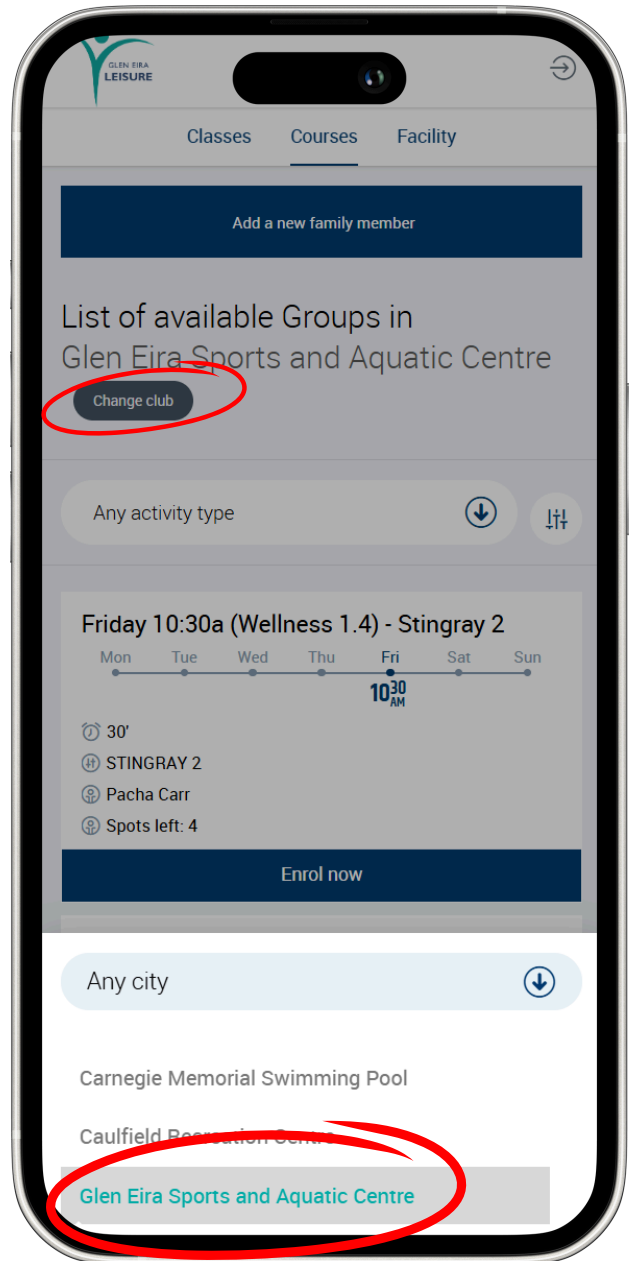 GLEN EIRA
LEISURE
Classes Courses Facility
Add a new family member
List of available Groups in
Glen Eira Sports and Aquatic Centre
Change club
Any activity type
Friday 10:30a (Wellness 1.4) - Stingray 2
Mon Tue Wed Thu Fri Sat Sun
10 30 AM
30'
STINGRAY 2
Pacha Carr
Spots left: 4
Enrol now
Any city
Carnegie Memorial Swimming Pool
Caulfield Recreation Centre
Glen Eira Sports and Aquatic Centre